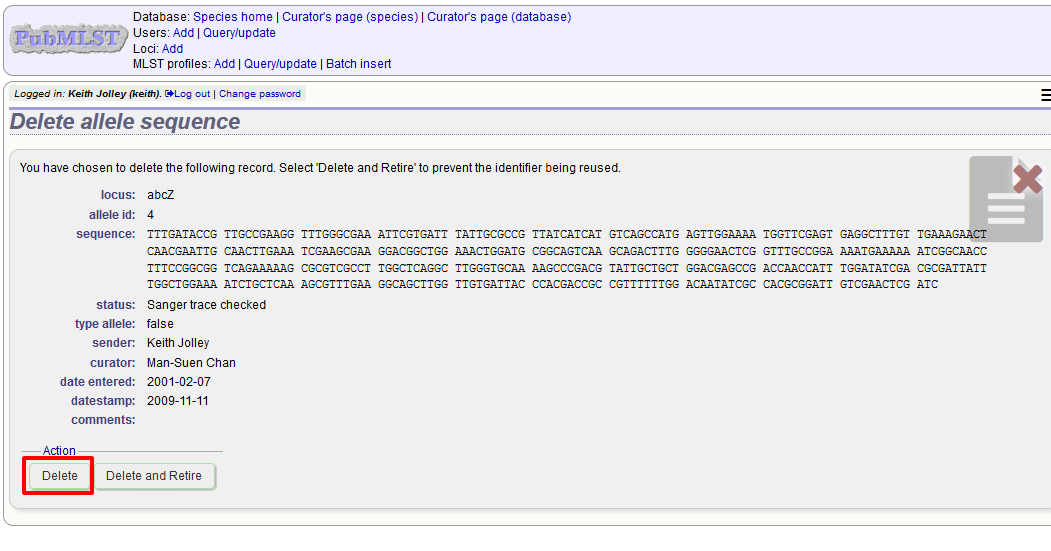 PubMLST
Database: Species home | Curator's page (species) | Curator's page (database)
Users: Add | Query/update
Loci: Add
MLST profiles: Add | Query/update | Batch insert
Logged in: Keith Jolley (keith). Log out | Change password
Delete allele sequence
You have chosen to delete the following record. Select 'Delete and Retire' to prevent the identifier being reused.
locus: abcZ
allele id: 4
sequence: TTTGATACCG TTGCCGAAGG TTTGGGCGAA ATTCGTGATT TATTGCGCCG TTATCATCAT GTCAGCCATG AGTTGGAAAA TGGTTCGAGT GAGGCTTTGT TGAAAGAACT
CAACGAATTG CAACTTGAAA TCGAAGCGAA GGACGGCTGG AAACTGGATG CGGCAGTCAA GCAGACTTTG GGGGAACTCG GTTTGCCGGA AAATGAAAAA ATCGGCAACC
TTTCCGGCGG TCAGAAAAAG CGCGTCGCCT TGGCTCAGGC TTGGGTGCAA AAGCCCGACG TATTGCTGCT GGACGAGCCG ACCAACCATT TGGATATCGA CGCGATTATT
TGGCTGGAAA ATCTGCTCAA AGCGTTTGAA GGCAGCTTGG TTGTGATTAC CCACGACCGC CGTTTTTTGG ACAATATCGC CACGCGGATT GTCGAACTCG ATC
status: Sanger trace checked
type allele: false
sender: Keith Jolley
curator: Man-Suen Chan
date entered: 2001-02-07
datestamp: 2009-11-11
comments:
Action
Delete Delete and Retire